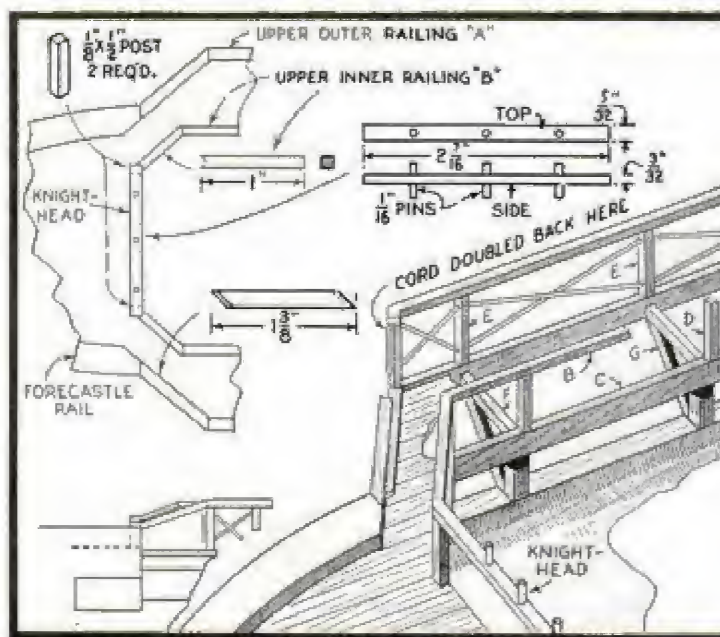 1/8" X 1/2" POST
2 REQ'D.
UPPER OUTER RAILING "A"
UPPER INNER RAILING "B"
TOP
5/32"
2 7/16"
3/32"
1"
1/16" PINS
SIDE
KNIGHT-
HEAD
CORD DOUBLED BACK HERE
1 3/8"
FORECASTLE
RAIL
E
E
D
G
B
C
F
KNIGHT-
HEAD